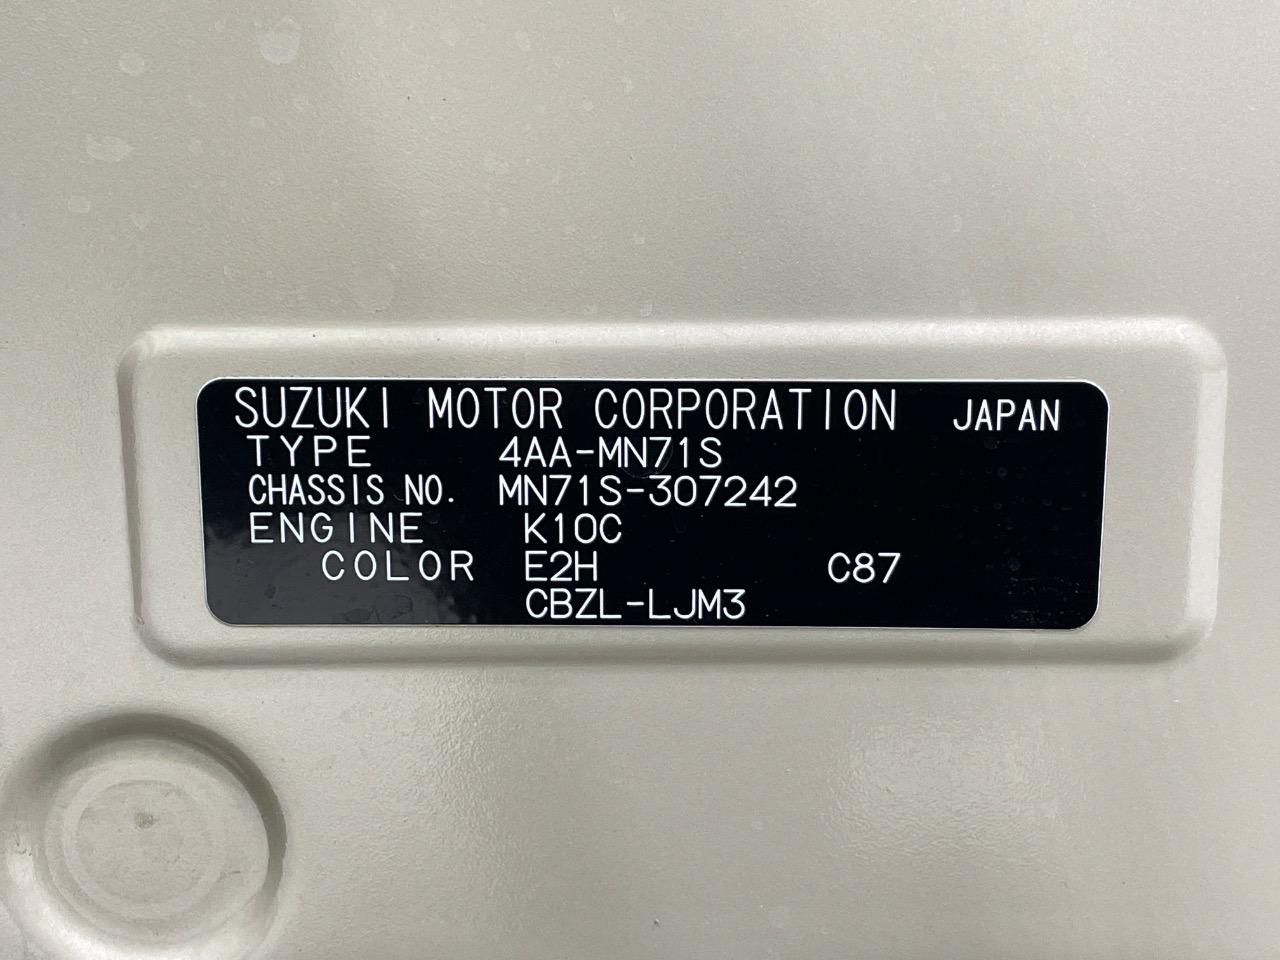 SUZUKI MOTOR CORPORATION JAPAN
TYPE 4AA-MN71S
CHASSIS NO. MN71S-307242
ENGINE K10C
COLOR E2H C87
CBZL-LJM3